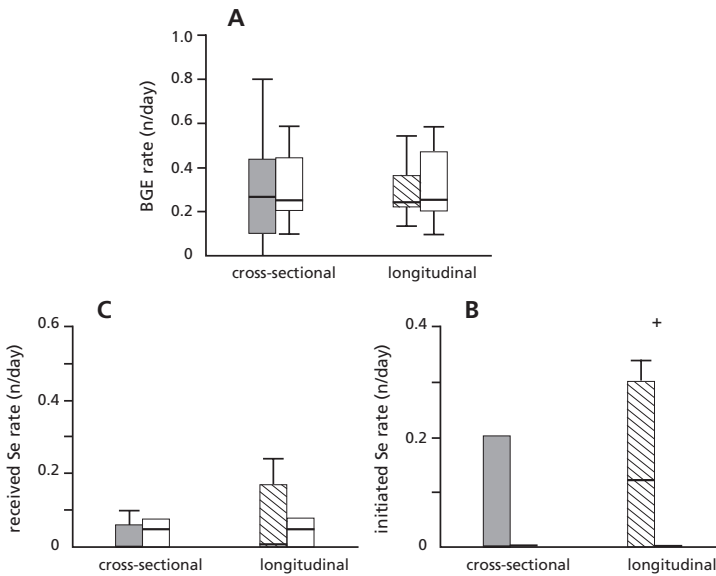 A
BGE rate (n/day)
1.0
0.8
0.6
0.4
0.2
0
cross-sectional longitudinal
C
received Se rate (n/day)
0.6
0.4
0.2
0
cross-sectional longitudinal
B
initiated Se rate (n/day)
0.4
+
0.2
0
cross-sectional longitudinal